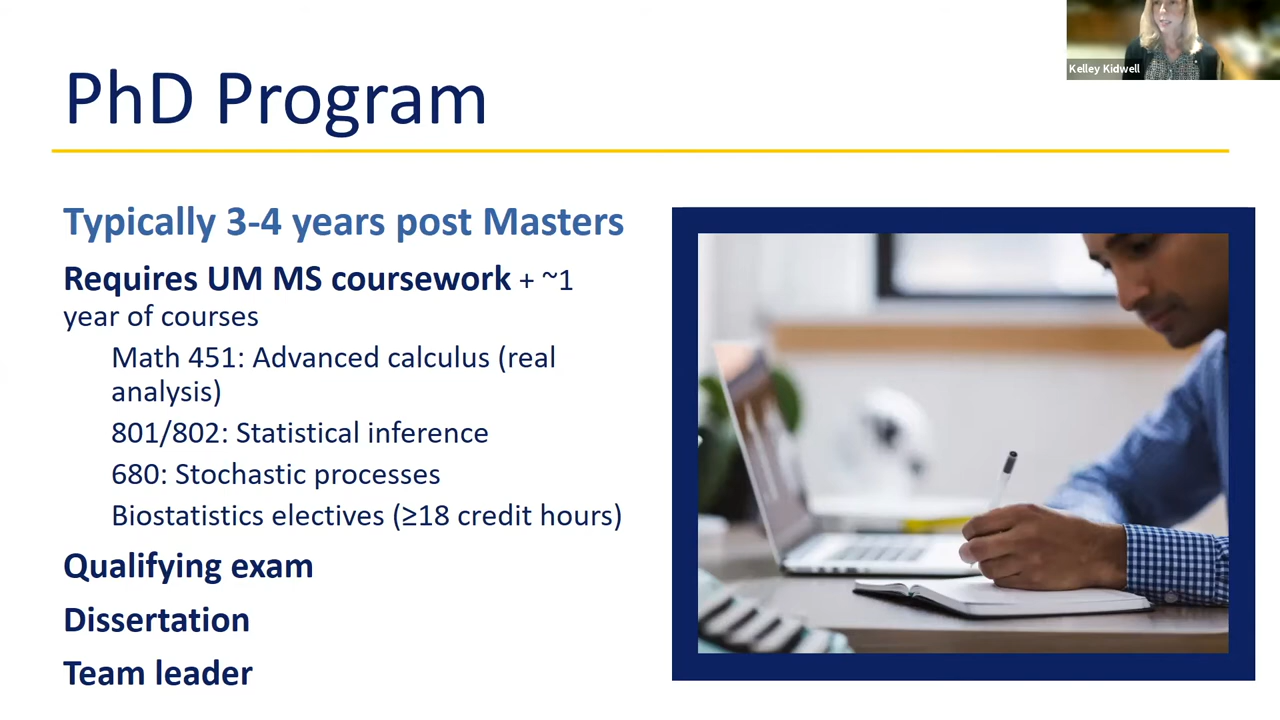 Kelley Kidwell
PhD Program
Typically 3-4 years post Masters
Requires UM MS coursework + ~1
year of courses
Math 451: Advanced calculus (real
analysis)
801/802: Statistical inference
680: Stochastic processes
Biostatistics electives (≥18 credit hours)
Qualifying exam
Dissertation
Team leader